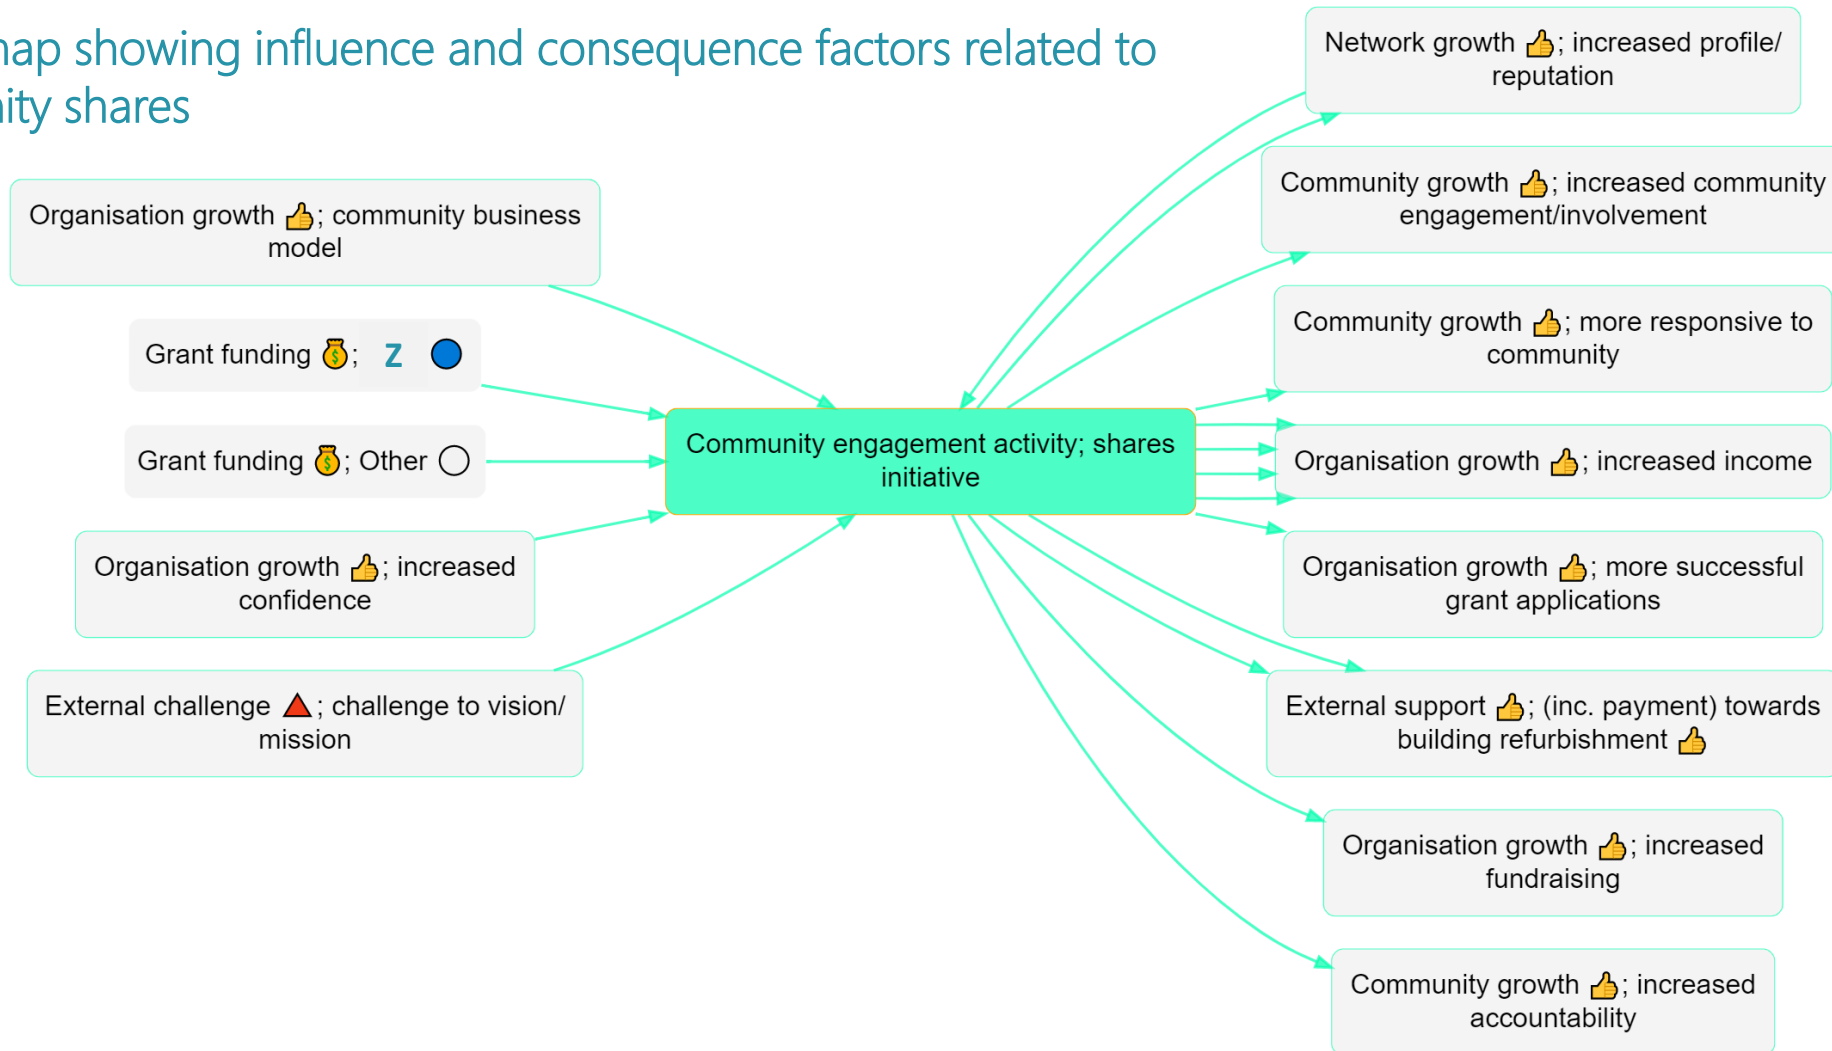 map showing influence and consequence factors related to
nity shares
Organisation growth 👍; community business
model
Grant funding 💰; Z
Grant funding 💰; Other
Organisation growth 👍; increased
confidence
External challenge 🔺; challenge to vision/
mission
Community engagement activity; shares
initiative
Network growth 👍; increased profile/
reputation
Community growth 👍; increased community
engagement/involvement
Community growth 👍; more responsive to
community
Organisation growth 👍; increased income
Organisation growth 👍; more successful
grant applications
External support 👍; (inc. payment) towards
building refurbishment 👍
Organisation growth 👍; increased
fundraising
Community growth 👍; increased
accountability